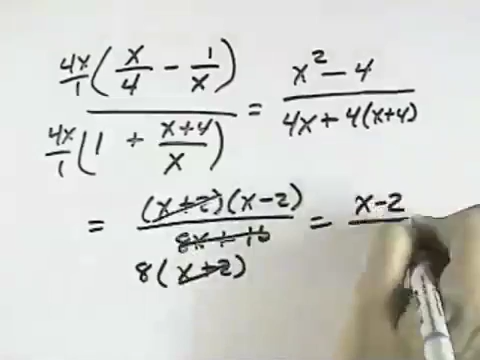 4x/1 (x/4 - 1/x) / 4x/1 (1 + (x+4)/x) = (x² - 4) / (4x + 4(x+4))
= (x+2)(x-2) / 8x + 16 = x-2
8(x+2)